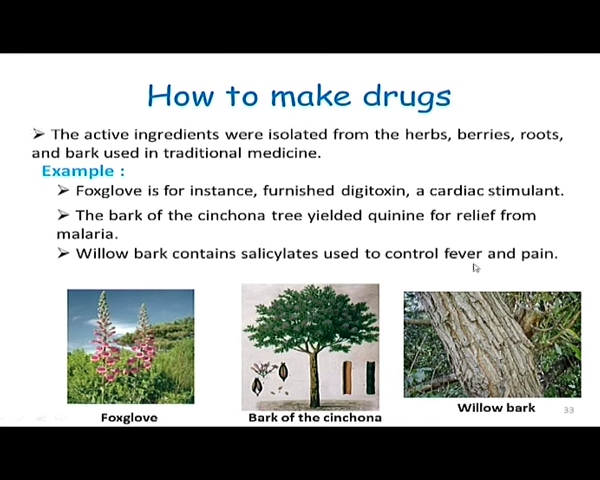 How to make drugs
➤ The active ingredients were isolated from the herbs, berries, roots,
and bark used in traditional medicine.
Example :
➤ Foxglove is for instance, furnished digitoxin, a cardiac stimulant.
➤ The bark of the cinchona tree yielded quinine for relief from
malaria.
➤ Willow bark contains salicylates used to control fever and pain.
Foxglove
Bark of the cinchona
Willow bark
33